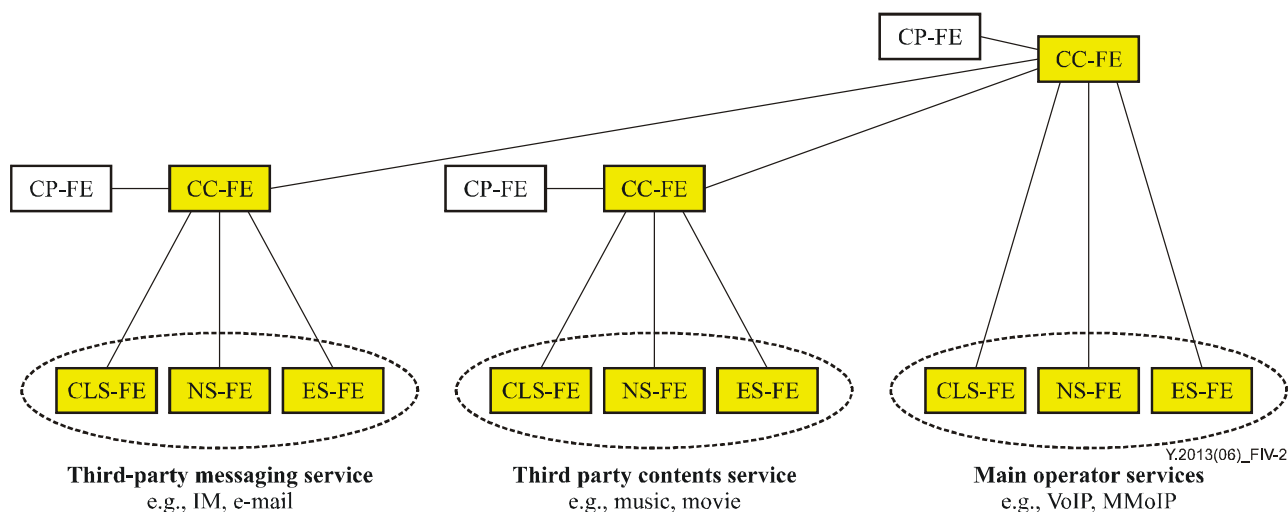 CP-FE
CC-FE
CP-FE
CC-FE
CP-FE
CC-FE
CLS-FE NS-FE ES-FE
CLS-FE NS-FE ES-FE
CLS-FE NS-FE ES-FE
Y.2013(06)_FIV-2
Third-party messaging service
e.g., IM, e-mail
Third party contents service
e.g., music, movie
Main operator services
e.g., VoIP, MMoIP